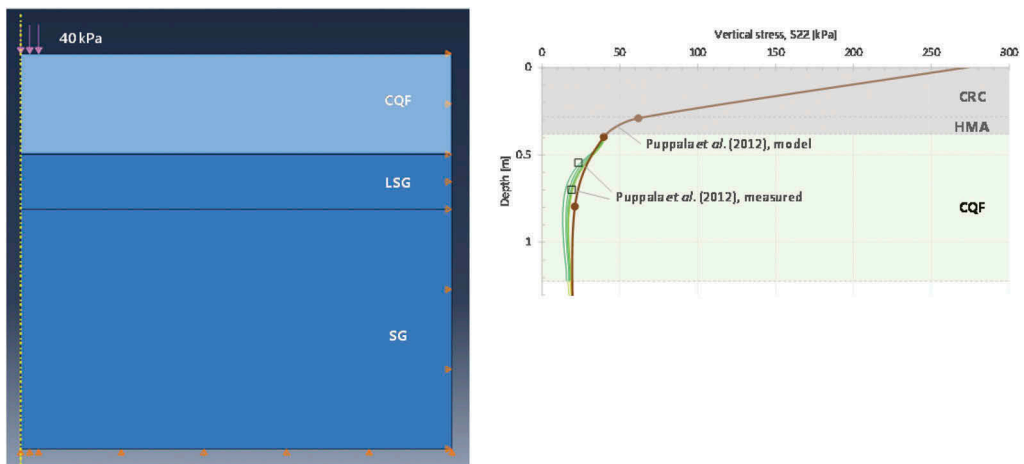 40 kPa
CQF
LSG
SG
Vertical stress, S22 [kPa]
0 50 100 150 200 250 300
0
0.5
1
Depth [m]
CRC
HMA
Puppala et al. (2012), model
Puppala et al. (2012), measured
CQF